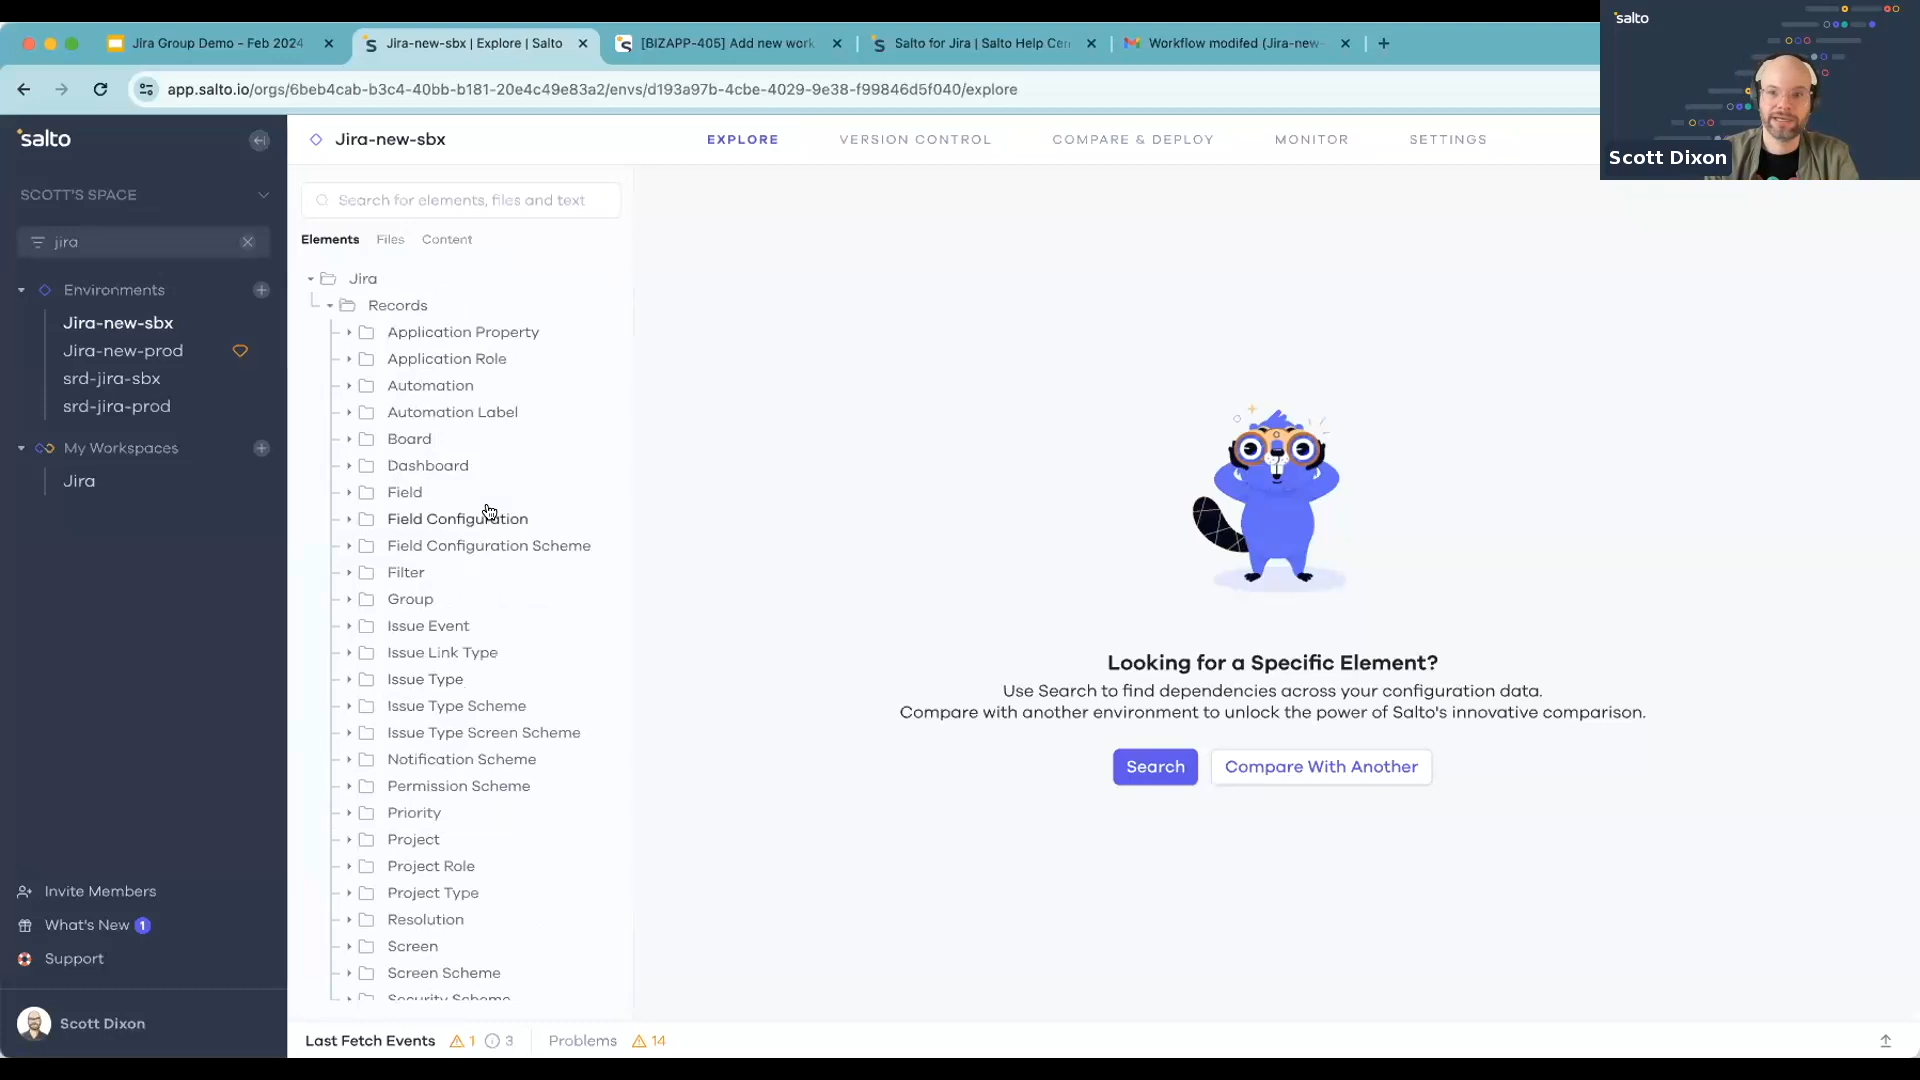 Jira Group Demo - Feb 2024
Jira-new-sbx | Explore | Salto
[BIZAPP-405] Add new work
Salto for Jira | Salto Help Cen
Workflow modifed (Jira-new-
app.salto.io/orgs/6beb4cab-b3c4-40bb-b181-20e4c49e83a2/envs/d193a97b-4cbe-4029-9e38-f99846d5f040/explore
salto
Scott Dixon
salto
SCOTT'S SPACE
jira
Environments
Jira-new-sbx
Jira-new-prod
srd-jira-sbx
srd-jira-prod
My Workspaces
Jira
Invite Members
What's New 1
Support
Scott Dixon
Jira-new-sbx
EXPLORE
VERSION CONTROL
COMPARE & DEPLOY
MONITOR
SETTINGS
Search for elements, files and text
Elements Files Content
Jira
Records
Application Property
Application Role
Automation
Automation Label
Board
Dashboard
Field
Field Configuration
Field Configuration Scheme
Filter
Group
Issue Event
Issue Link Type
Issue Type
Issue Type Scheme
Issue Type Screen Scheme
Notification Scheme
Permission Scheme
Priority
Project
Project Role
Project Type
Resolution
Screen
Screen Scheme
Security Scheme
Looking for a Specific Element?
Use Search to find dependencies across your configuration data.
Compare with another environment to unlock the power of Salto's innovative comparison.
Search
Compare With Another
Last Fetch Events 1 3
Problems 14